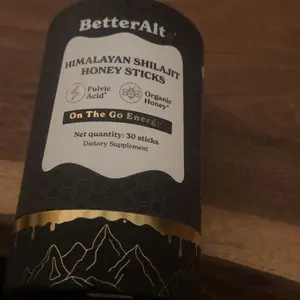 BetterAlt
HIMALAYAN SHILAJIT
HONEY STICKS
Fulvic
Acid*
Organic
Honey*
On The Go Energy
Net quantity: 30 sticks
Dietary Supplement